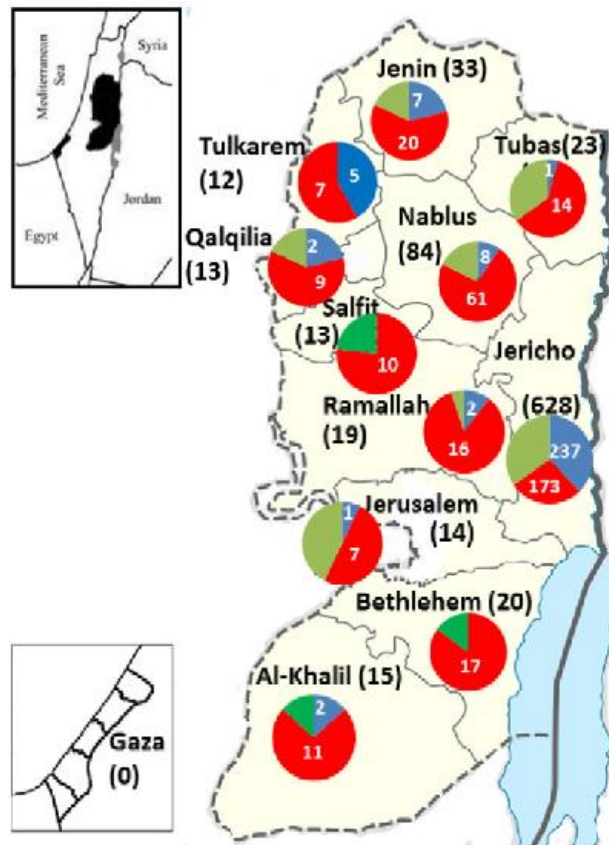 Mediterranean
Sea
Syria
Jordan
Egypt
Jenin (33)
7
20
Tulkarem
(12)
5
7
Tubas(23)
1
14
Qalqilia
(13)
2
9
Nablus
(84)
8
61
Salfit
(13)
10
Jericho
(628)
237
173
Ramallah
(19)
2
16
Jerusalem
(14)
1
7
Bethlehem (20)
17
Al-Khalil (15)
2
11
Gaza
(0)